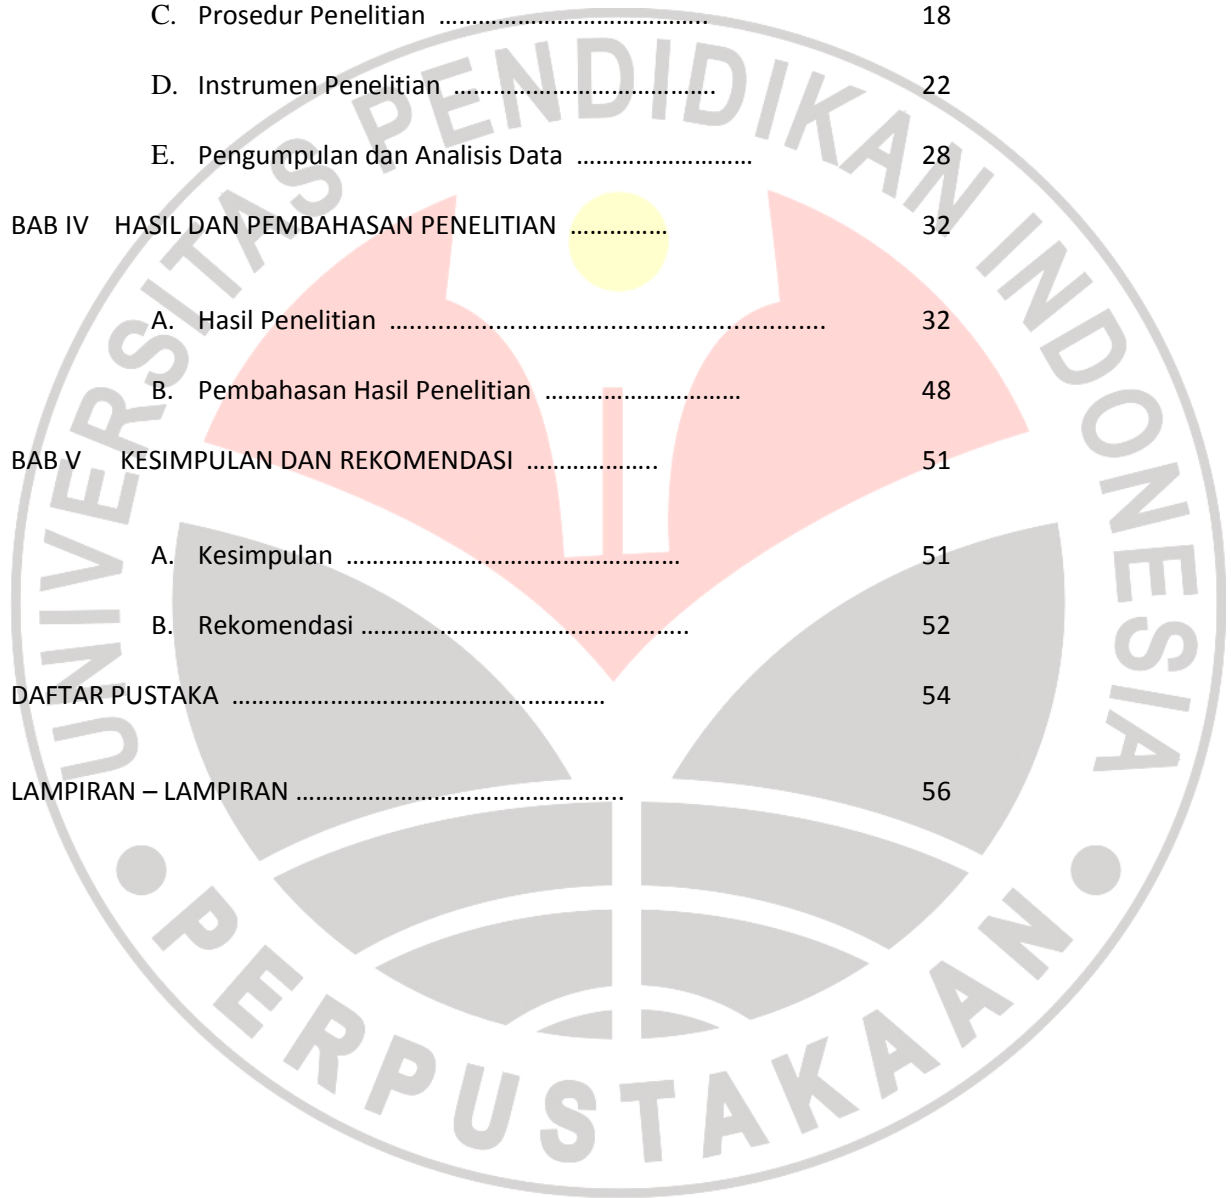 C. Prosedur Penelitian ………………………………….. 18
D. Instrumen Penelitian …………………………………. 22
E. Pengumpulan dan Analisis Data ……………………… 28
BAB IV HASIL DAN PEMBAHASAN PENELITIAN …………… 32
A. Hasil Penelitian ….......................................................... 32
B. Pembahasan Hasil Penelitian ………………………… 48
BAB V KESIMPULAN DAN REKOMENDASI ……………….. 51
A. Kesimpulan …………………………………………… 51
B. Rekomendasi ………………………………………….. 52
DAFTAR PUSTAKA ………………………………………………… 54
LAMPIRAN – LAMPIRAN ………………………………………….. 56
UNIVERSITAS PENDIDIKAN INDONESIA
PERPUSTAKAAN